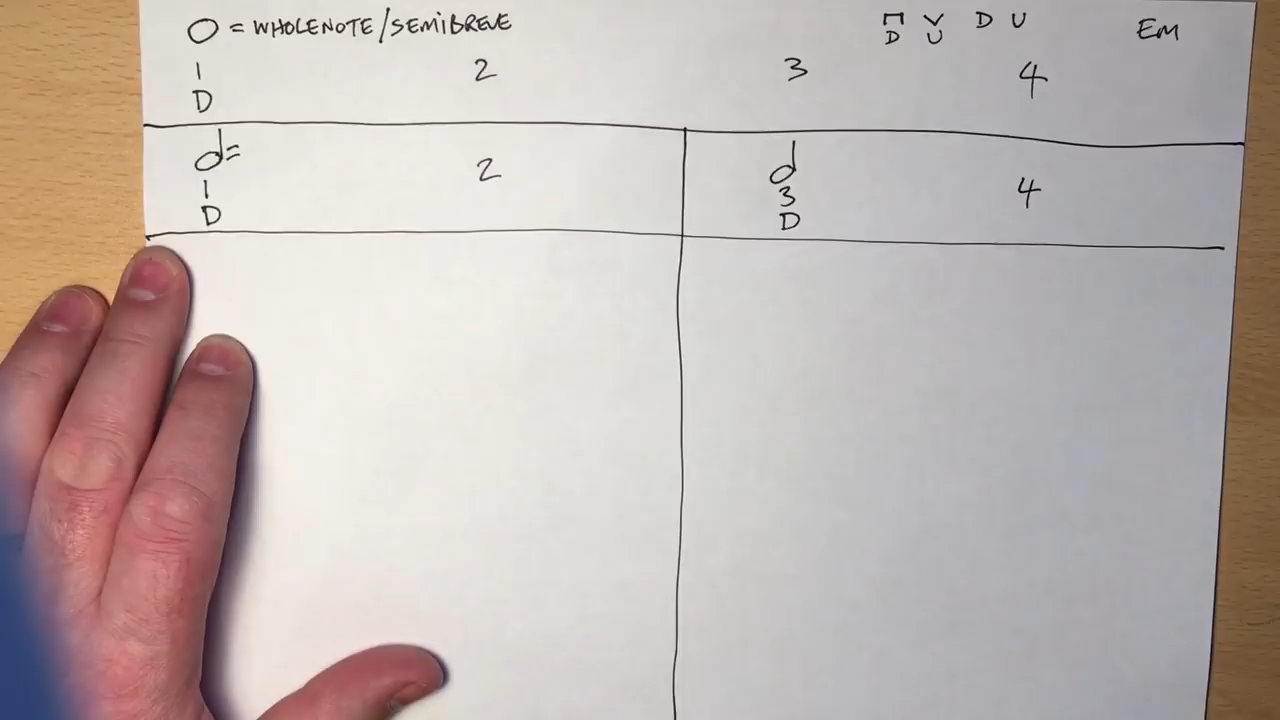 O = WHOLENOTE/SEMIBREVE
D U D U
D U
Em
1 2 3 4
D
=
2 4
1 3
D D